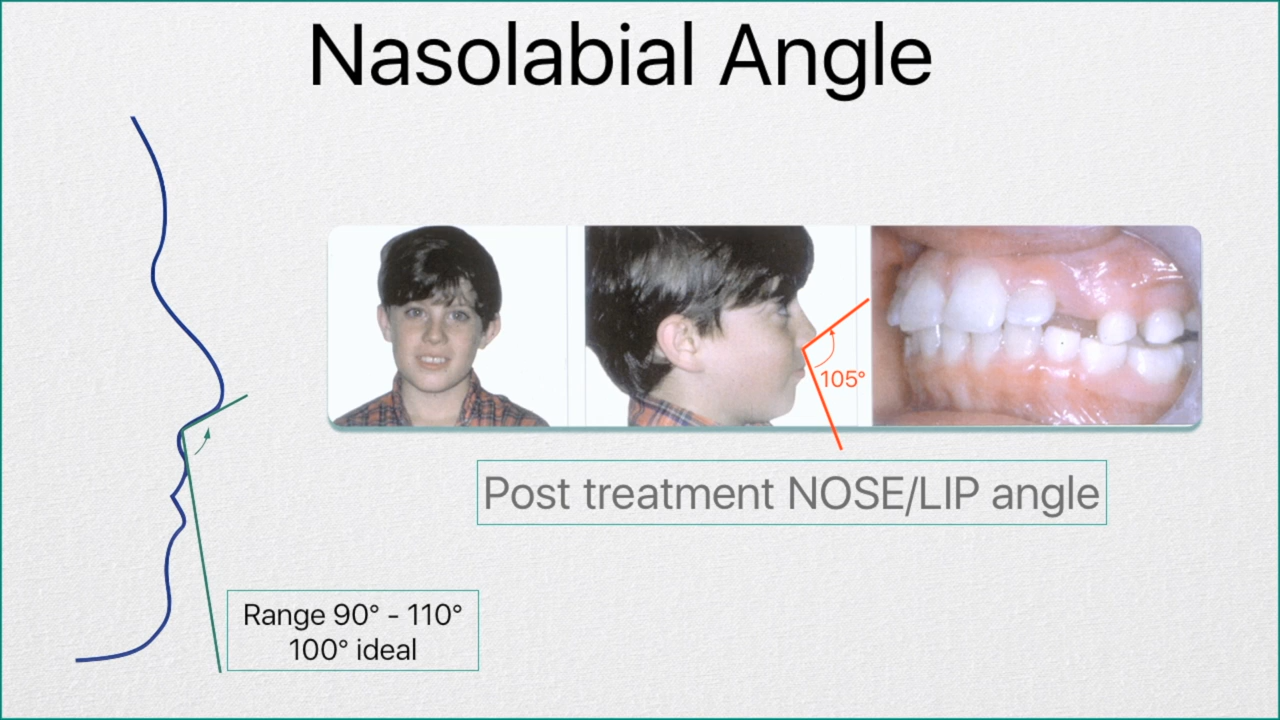 Nasolabial Angle
105°
Post treatment NOSE/LIP angle
Range 90° - 110°
100° ideal